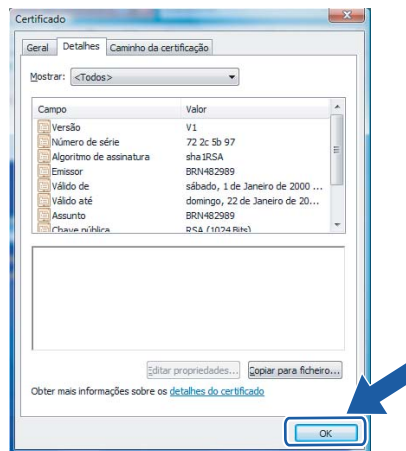 Certificado
Geral Detalhes Caminho da certificação
Mostrar: <Todos>
Campo Valor
Versão V1
Número de série 72 2c 5b 97
Algoritmo de assinatura sha1RSA
Emissor BRN482989
Válido de sábado, 1 de Janeiro de 2000 ...
Válido até domingo, 22 de Janeiro de 20...
Assunto BRN482989
Chave pública RSA (1024 Bits)
Editar propriedades... Copiar para ficheiro...
Obter mais informações sobre os detalhes do certificado
OK